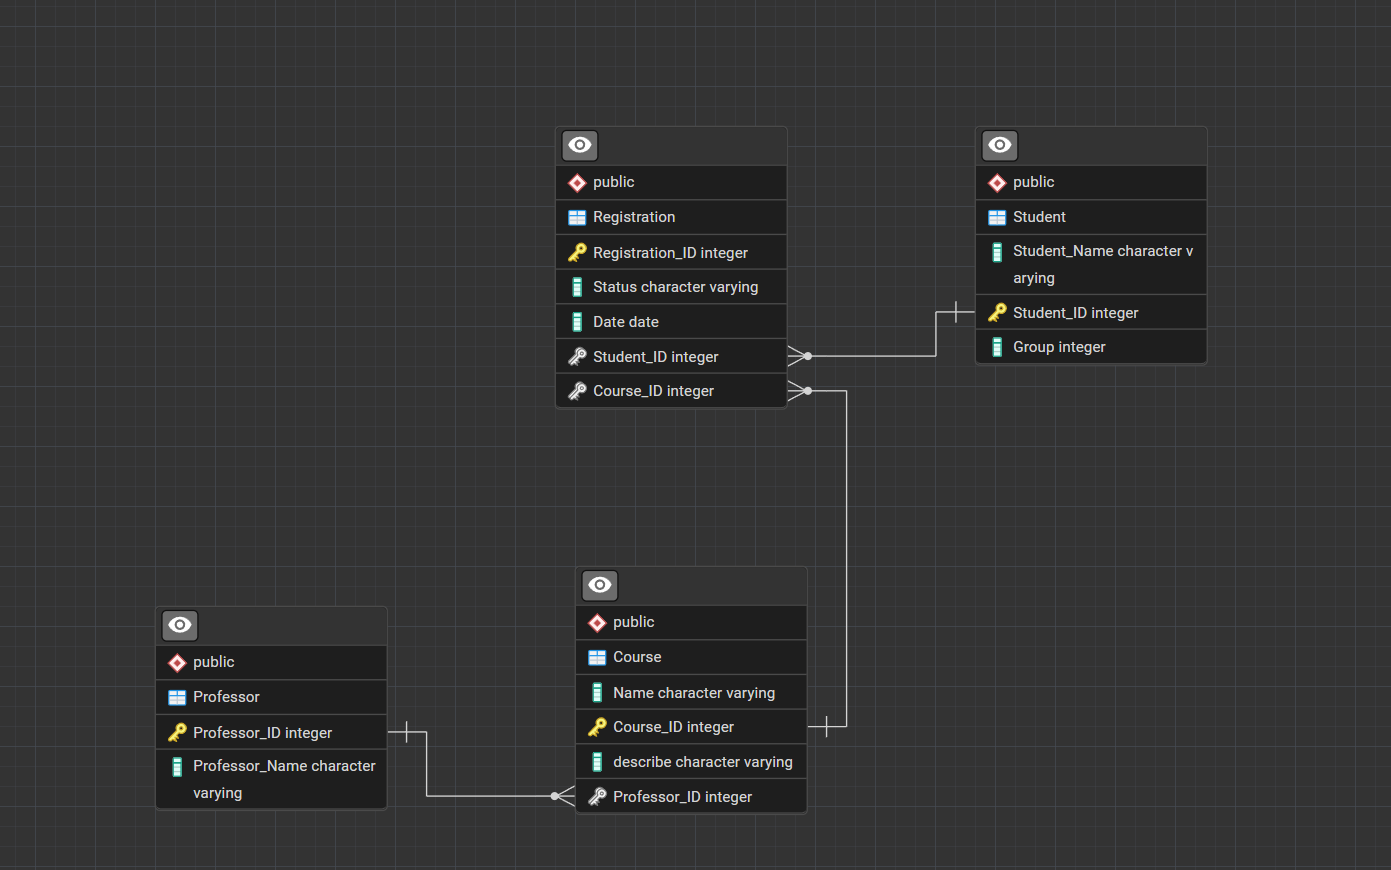 public
Registration
Registration_ID integer
Status character varying
Date date
Student_ID integer
Course_ID integer
public
Student
Student_Name character v
arying
Student_ID integer
Group integer
public
Professor
Professor_ID integer
Professor_Name character
varying
public
Course
Name character varying
Course_ID integer
describe character varying
Professor_ID integer